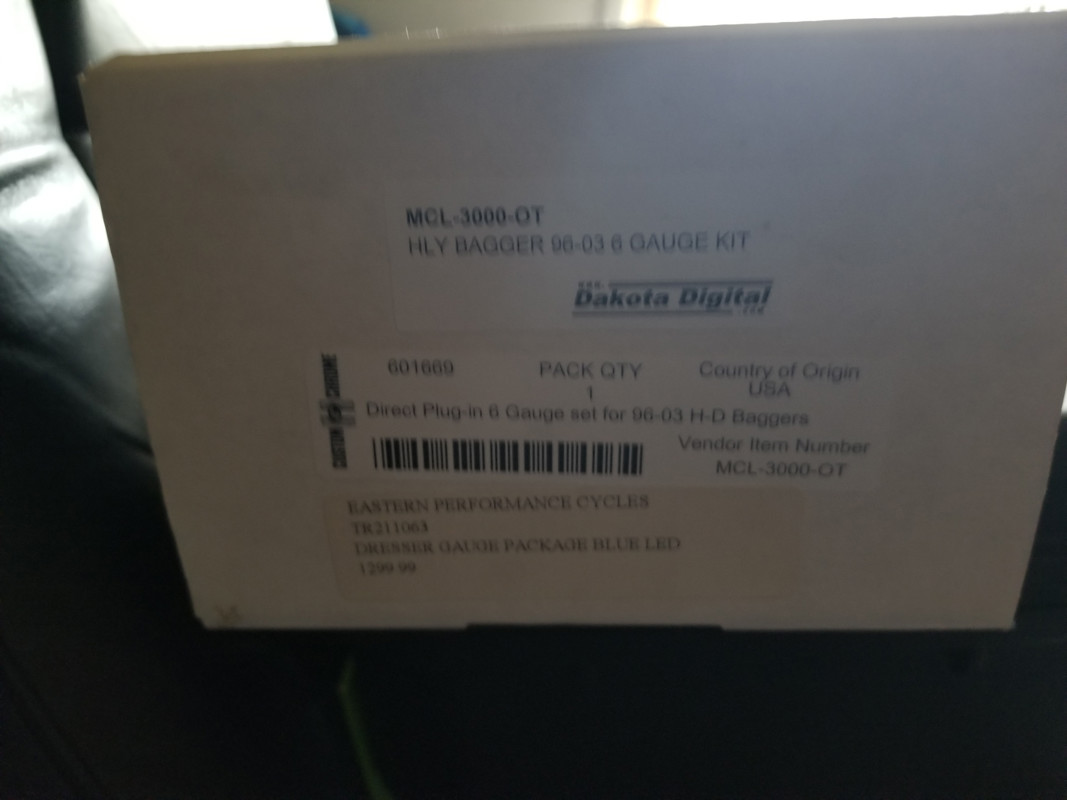 MCL-3000-OT
HLY BAGGER 96-03 6 GAUGE KIT
Dakota Digital
CUSTOM CHROME
601669 PACK QTY Country of Origin
1 USA
Direct Plug-in 6 Gauge set for 96-03 H-D Baggers
Vendor Item Number
MCL-3000-OT
EASTERN PERFORMANCE CYCLES
TR211063
DRESSER GAUGE PACKAGE BLUE LED
1299.99